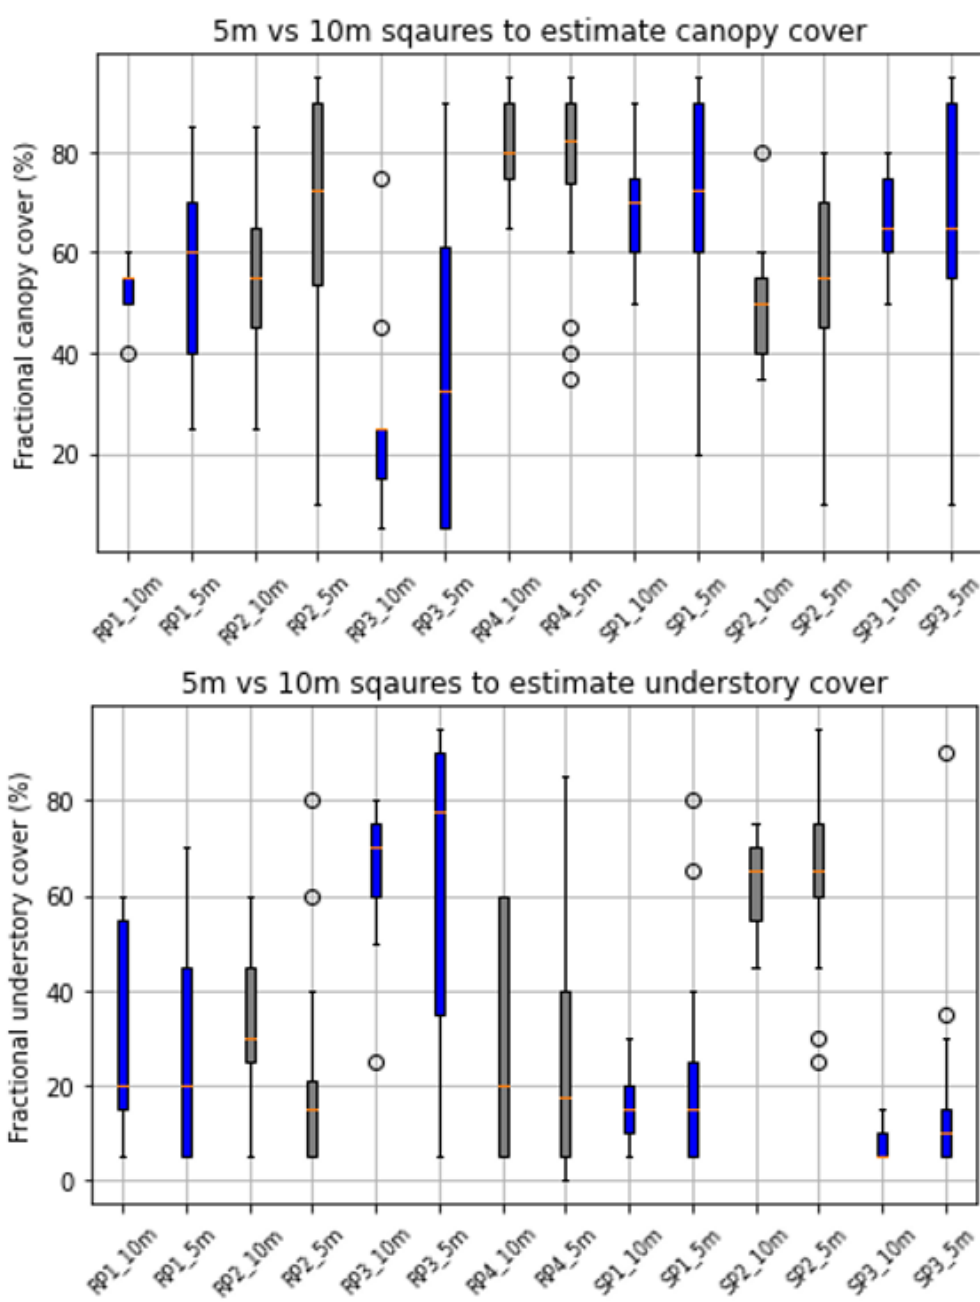 5m vs 10m sqaures to estimate canopy cover
Fractional canopy cover (%)
80
60
40
20
RP1_10m
RP1_5m
RP2_10m
RP2_5m
RP3_10m
RP3_5m
RP4_10m
RP4_5m
SP1_10m
SP1_5m
SP2_10m
SP2_5m
SP3_10m
SP3_5m
5m vs 10m sqaures to estimate understory cover
Fractional understory cover (%)
80
60
40
20
0
RP1_10m
RP1_5m
RP2_10m
RP2_5m
RP3_10m
RP3_5m
RP4_10m
RP4_5m
SP1_10m
SP1_5m
SP2_10m
SP2_5m
SP3_10m
SP3_5m